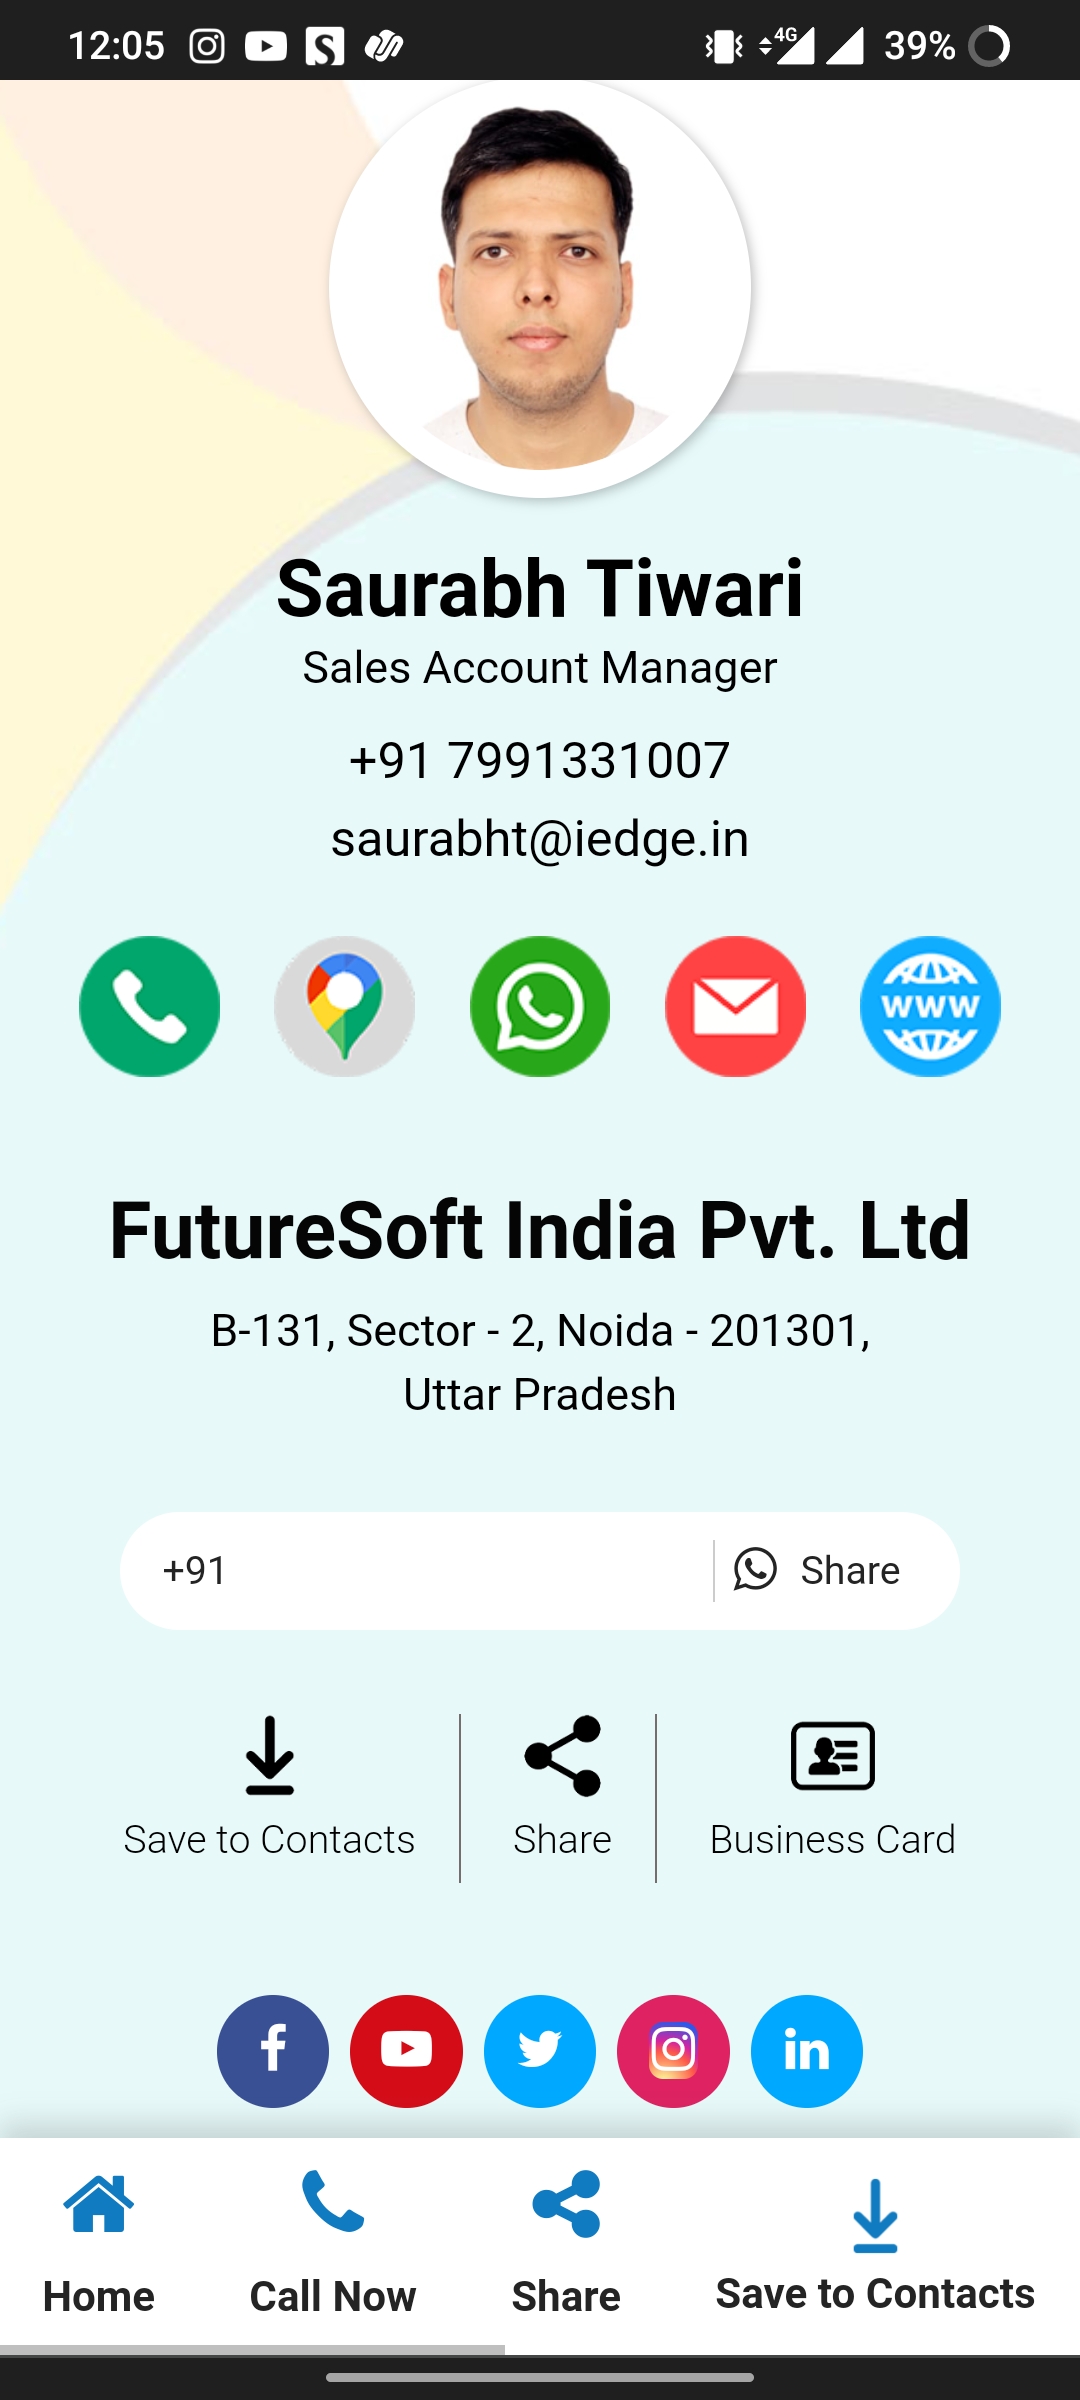 12:05
4G
39%
Saurabh Tiwari
Sales Account Manager
+91 7991331007
saurabht@iedge.in
WWW
FutureSoft India Pvt. Ltd
B-131, Sector - 2, Noida - 201301,
Uttar Pradesh
+91
Share
Save to Contacts
Share
Business Card
Home
Call Now
Share
Save to Contacts